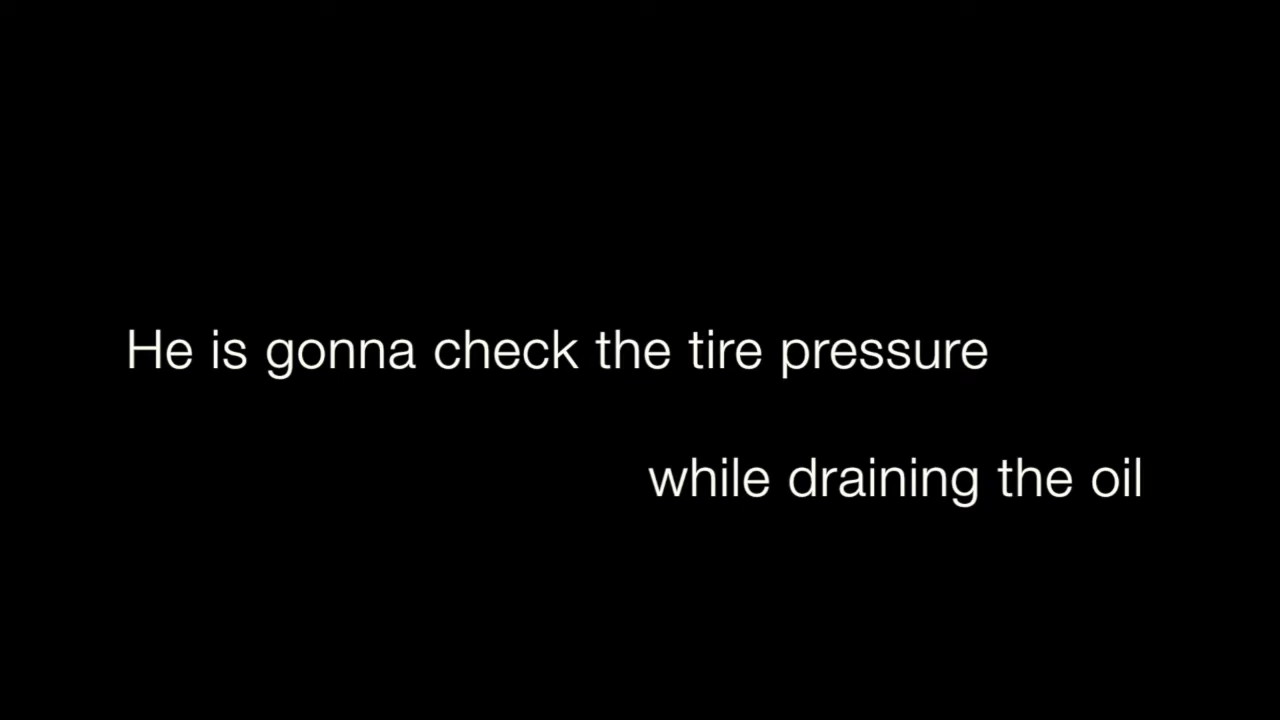 He is gonna check the tire pressure
while draining the oil